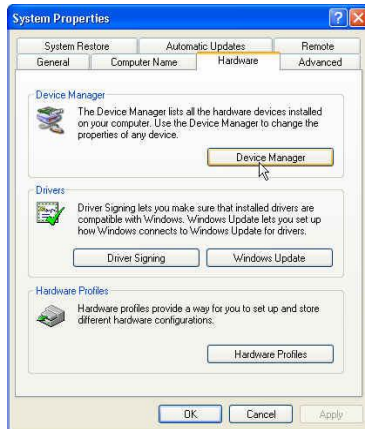 System Properties
System Restore Automatic Updates Remote
General Computer Name Hardware Advanced
Device Manager
The Device Manager lists all the hardware devices installed
on your computer. Use the Device Manager to change the
properties of any device.
Device Manager
Drivers
Driver Signing lets you make sure that installed drivers are
compatible with Windows. Windows Update lets you set up
how Windows connects to Windows Update for drivers.
Driver Signing Windows Update
Hardware Profiles
Hardware profiles provide a way for you to set up and store
different hardware configurations.
Hardware Profiles
OK Cancel Apply